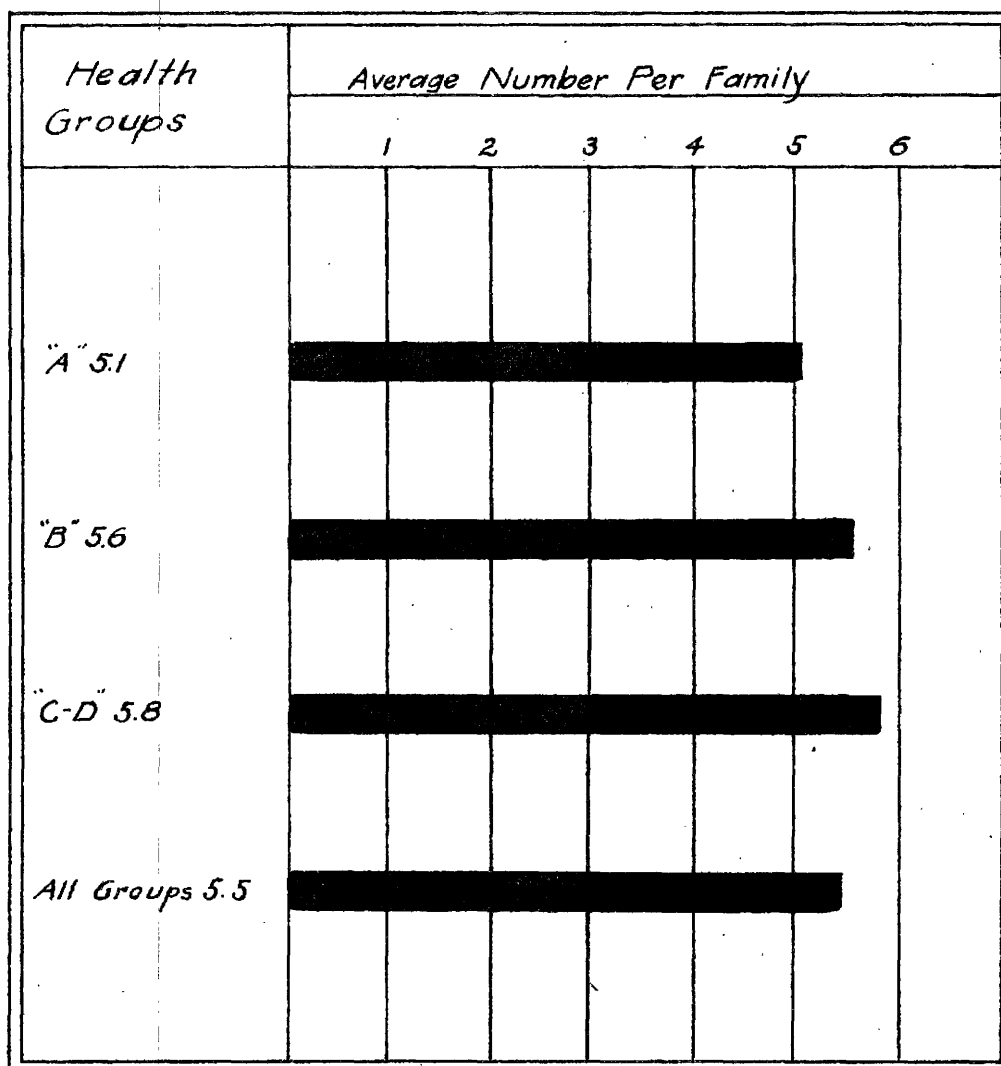 Health
Groups
Average Number Per Family
1 2 3 4 5 6
"A" 5.1
"B" 5.6
"C-D" 5.8
All Groups 5.5